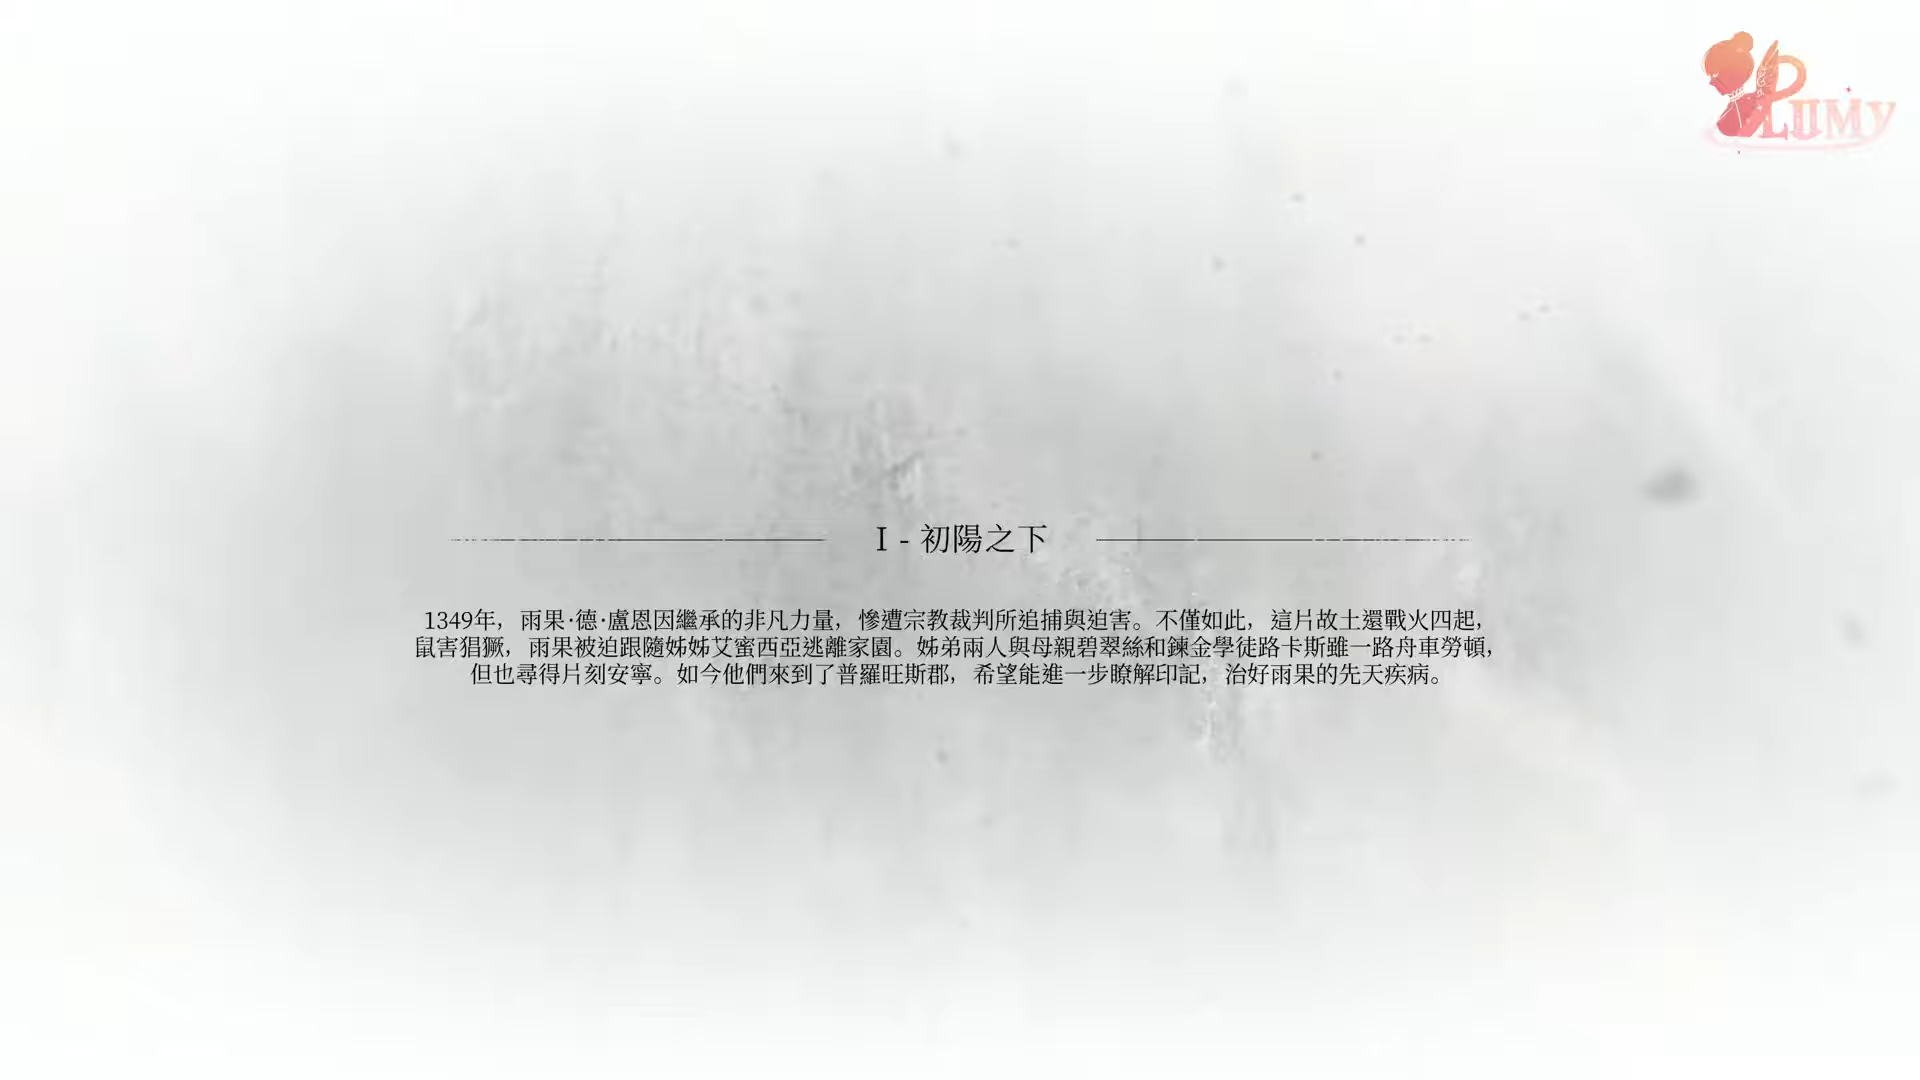 PLUMY
I - 初陽之下
1349年，雨果·德·盧恩因繼承的非凡力量，慘遭宗教裁判所追捕與迫害。不僅如此，這片故土還戰火四起，
鼠害猖獗，雨果被迫跟隨姊姊艾蜜西亞逃離家園。姊弟兩人與母親碧翠絲和鍊金學徒路卡斯雖一路舟車勞頓，
但也尋得片刻安寧。如今他們來到了普羅旺斯郡，希望能進一步瞭解印記，治好雨果的先天疾病。